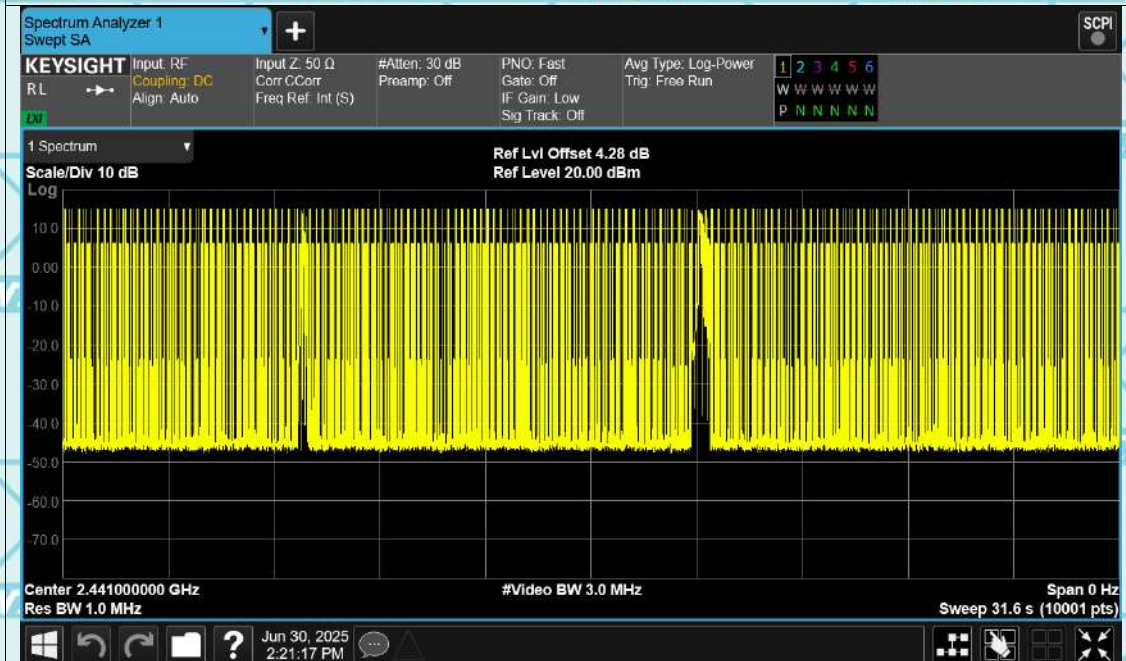 Spectrum Analyzer 1
Swept SA
+
SCPI
KEYSIGHT
RL
LXI
Input: RF
Coupling: DC
Align: Auto
Input Z: 50 Ω
Corr CCorr
Freq Ref: Int (S)
#Atten: 30 dB
Preamp: Off
PNO: Fast
Gate: Off
IF Gain: Low
Sig Track: Off
Avg Type: Log-Power
Trig: Free Run
1 2 3 4 5 6
W W W W W W
P N N N N N
1 Spectrum
Scale/Div 10 dB
Log
Ref Lvl Offset 4.28 dB
Ref Level 20.00 dBm
10.0
0.00
-10.0
-20.0
-30.0
-40.0
-50.0
-60.0
-70.0
Center 2.441000000 GHz
Res BW 1.0 MHz
#Video BW 3.0 MHz
Span 0 Hz
Sweep 31.6 s (10001 pts)
?
Jun 30, 2025
2:21:17 PM